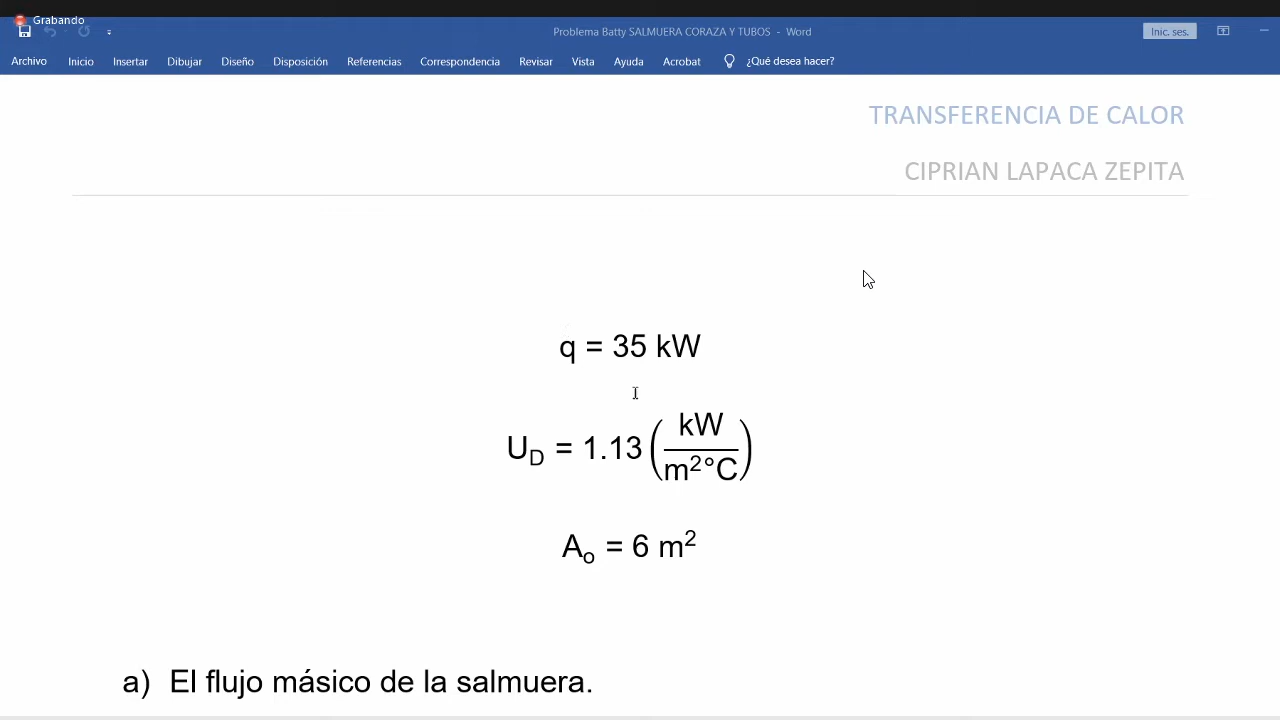 Grabando
Problema Batty SALMUERA CORAZA Y TUBOS - Word
Inic. ses.
Archivo Inicio Insertar Dibujar Diseño Disposición Referencias Correspondencia Revisar Vista Ayuda Acrobat ¿Qué desea hacer?
TRANSFERENCIA DE CALOR
CIPRIAN LAPACA ZEPITA
q = 35 kW
U_D = 1.13 (kW / m²°C)
A_o = 6 m²
a) El flujo másico de la salmuera.